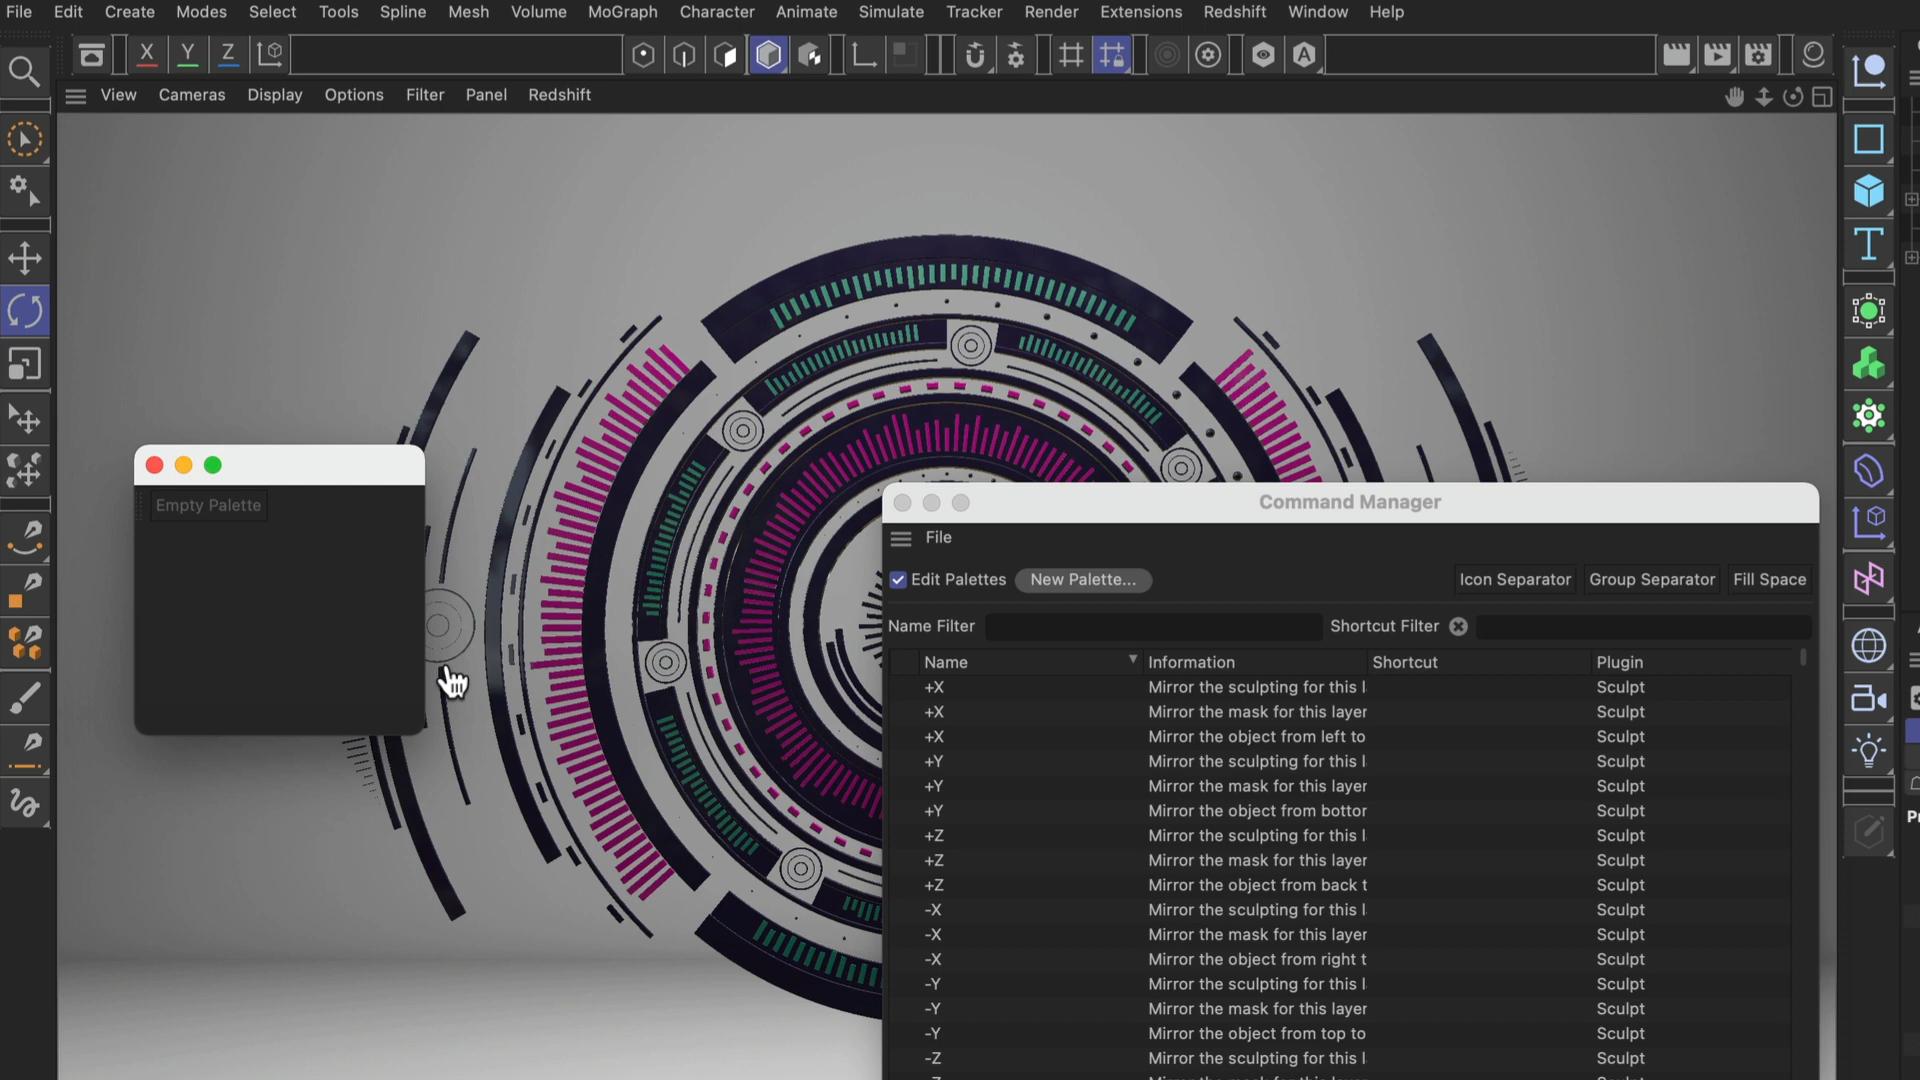 File Edit Create Modes Select Tools Spline Mesh Volume MoGraph Character Animate Simulate Tracker Render Extensions Redshift Window Help
X Y Z
View Cameras Display Options Filter Panel Redshift
Empty Palette
Command Manager
File
Edit Palettes New Palette... Icon Separator Group Separator Fill Space
Name Filter Shortcut Filter
Name Information Shortcut Plugin
+X Mirror the sculpting for this l Sculpt
+X Mirror the mask for this layer Sculpt
+X Mirror the object from left to Sculpt
+Y Mirror the sculpting for this l Sculpt
+Y Mirror the mask for this layer Sculpt
+Y Mirror the object from bottor Sculpt
+Z Mirror the sculpting for this l Sculpt
+Z Mirror the mask for this layer Sculpt
+Z Mirror the object from back t Sculpt
-X Mirror the sculpting for this l Sculpt
-X Mirror the mask for this layer Sculpt
-X Mirror the object from right t Sculpt
-Y Mirror the sculpting for this l Sculpt
-Y Mirror the mask for this layer Sculpt
-Y Mirror the object from top to Sculpt
-Z Mirror the sculpting for this l Sculpt